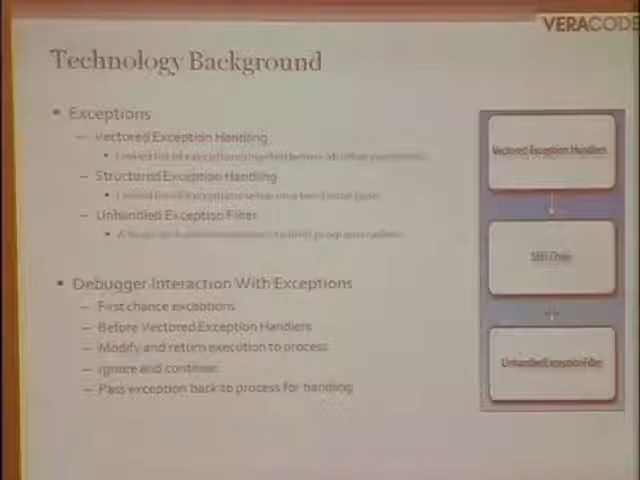 VERACODE
Technology Background
Exceptions
Vectored Exception Handling
Structured Exception Handling
Unhandled Exception Filter
Debugger Interaction With Exceptions
First chance exceptions
Before Vectored Exception Handlers
Modify and return execution to process
Ignore and continue
Pass exception back to process for handling
Vectored Exception Handlers
SEH Chain
UnhandledExceptionFilter